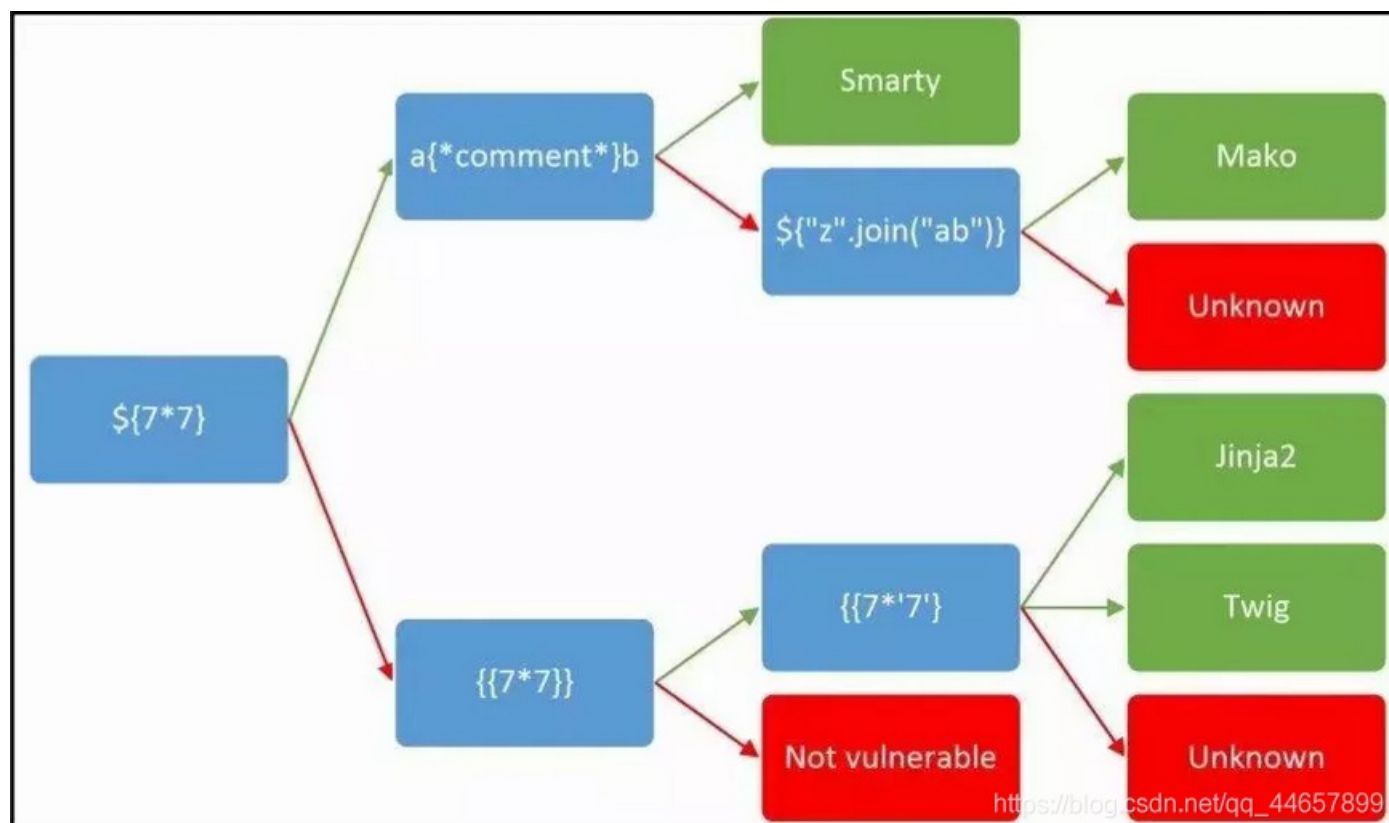 Smarty
a{*comment*}b
Mako
${"z".join("ab")}
Unknown
${7*7}
Jinja2
{{7*'7'}
Twig
{{7*7}}
Not vulnerable
Unknown
https://blog.csdn.net/qq_44657899